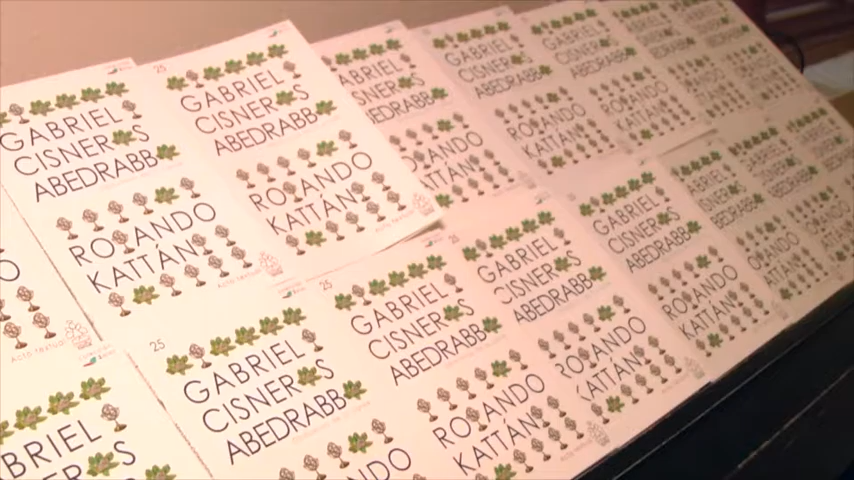 25
GABRIEL
CISNEROS
ABEDRABBO
ROLANDO
KATTÁN
Acto textual